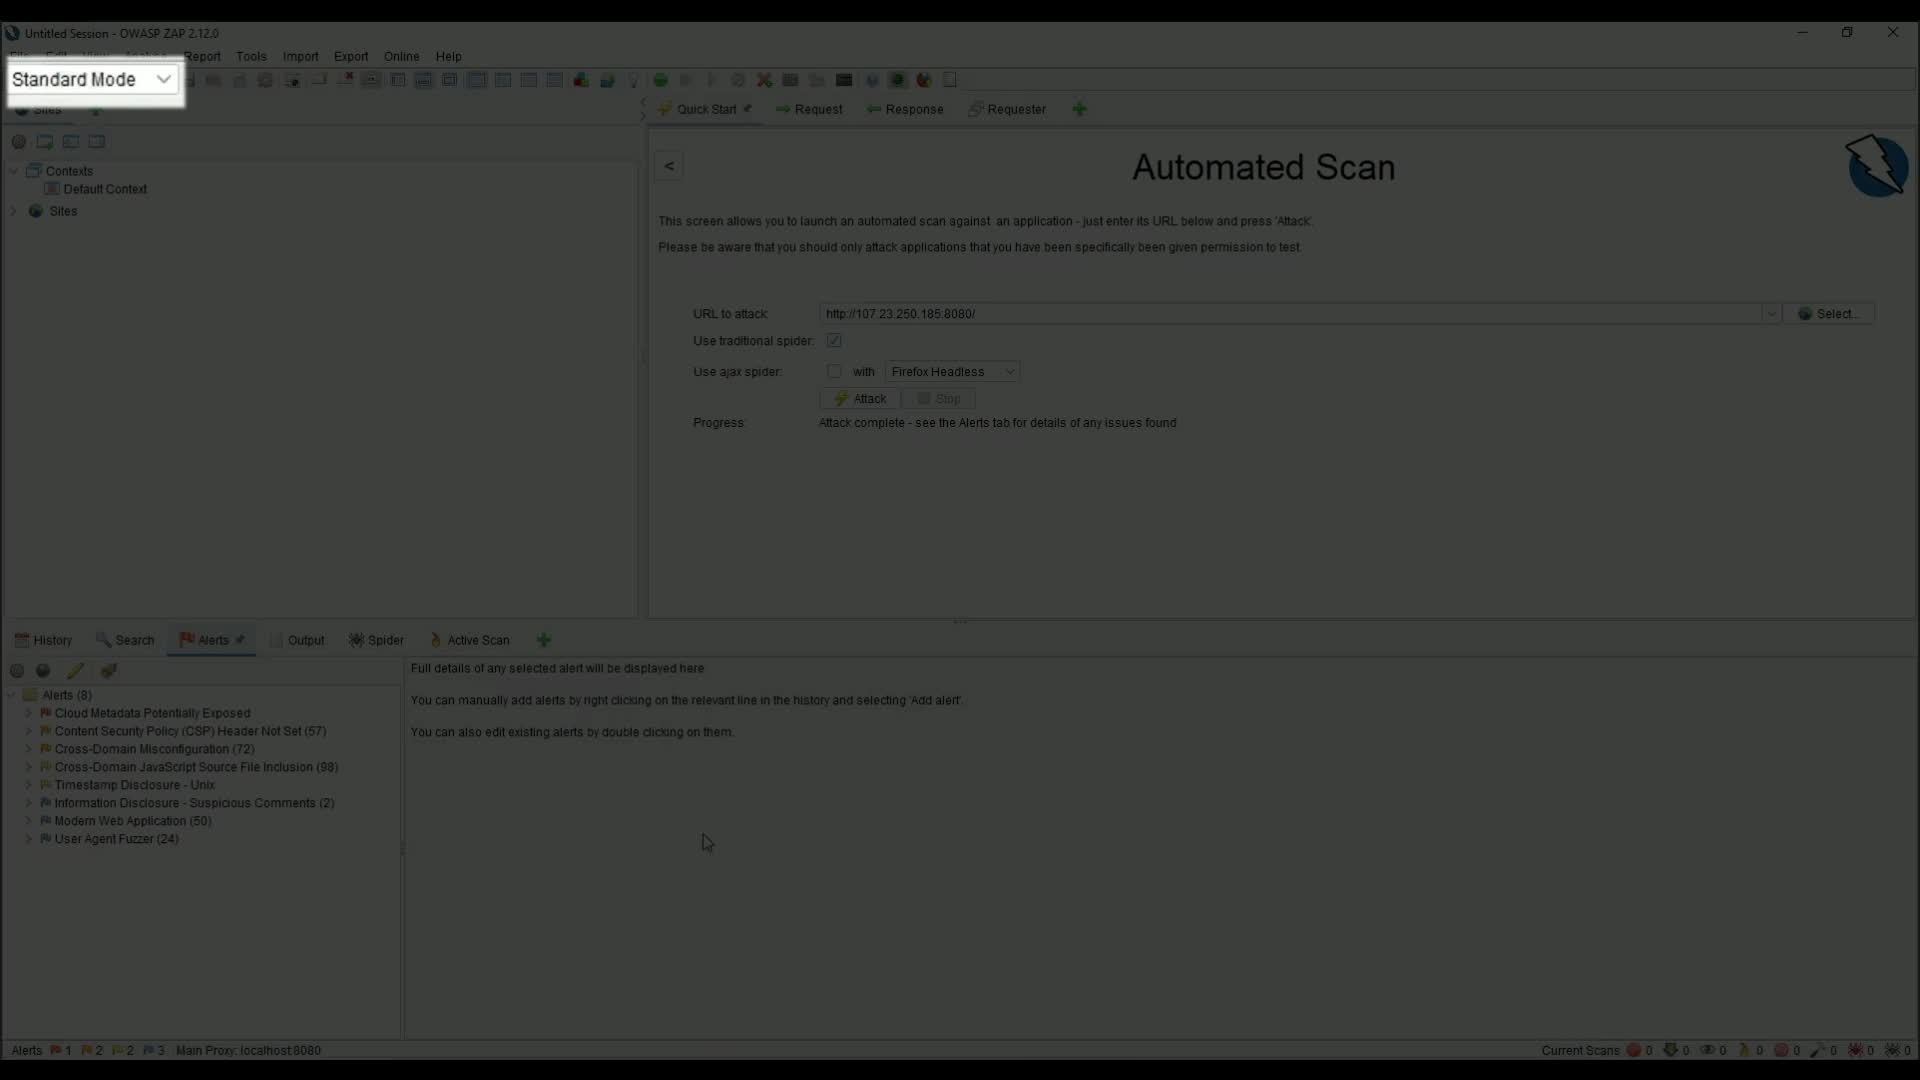 Untitled Session - OWASP ZAP 2.12.0
File Edit View Analyse Report Tools Import Export Online Help
Standard Mode
Sites
Quick Start Request Response Requester
<
Automated Scan
Contexts
Default Context
Sites
This screen allows you to launch an automated scan against an application - just enter its URL below and press 'Attack'.
Please be aware that you should only attack applications that you have been specifically been given permission to test.
URL to attack: http://107.23.250.185:8080/ Select...
Use traditional spider:
Use ajax spider: with Firefox Headless
Attack Stop
Progress: Attack complete - see the Alerts tab for details of any issues found
History Search Alerts Output Spider Active Scan
Full details of any selected alert will be displayed here.
You can manually add alerts by right clicking on the relevant line in the history and selecting 'Add alert'.
You can also edit existing alerts by double clicking on them.
Alerts (8)
Cloud Metadata Potentially Exposed
Content Security Policy (CSP) Header Not Set (57)
Cross-Domain Misconfiguration (72)
Cross-Domain JavaScript Source File Inclusion (98)
Timestamp Disclosure - Unix
Information Disclosure - Suspicious Comments (2)
Modern Web Application (50)
User Agent Fuzzer (24)
Alerts 1 2 2 3 Main Proxy: localhost:8080
Current Scans 0 0 0 0 0 0 0 0